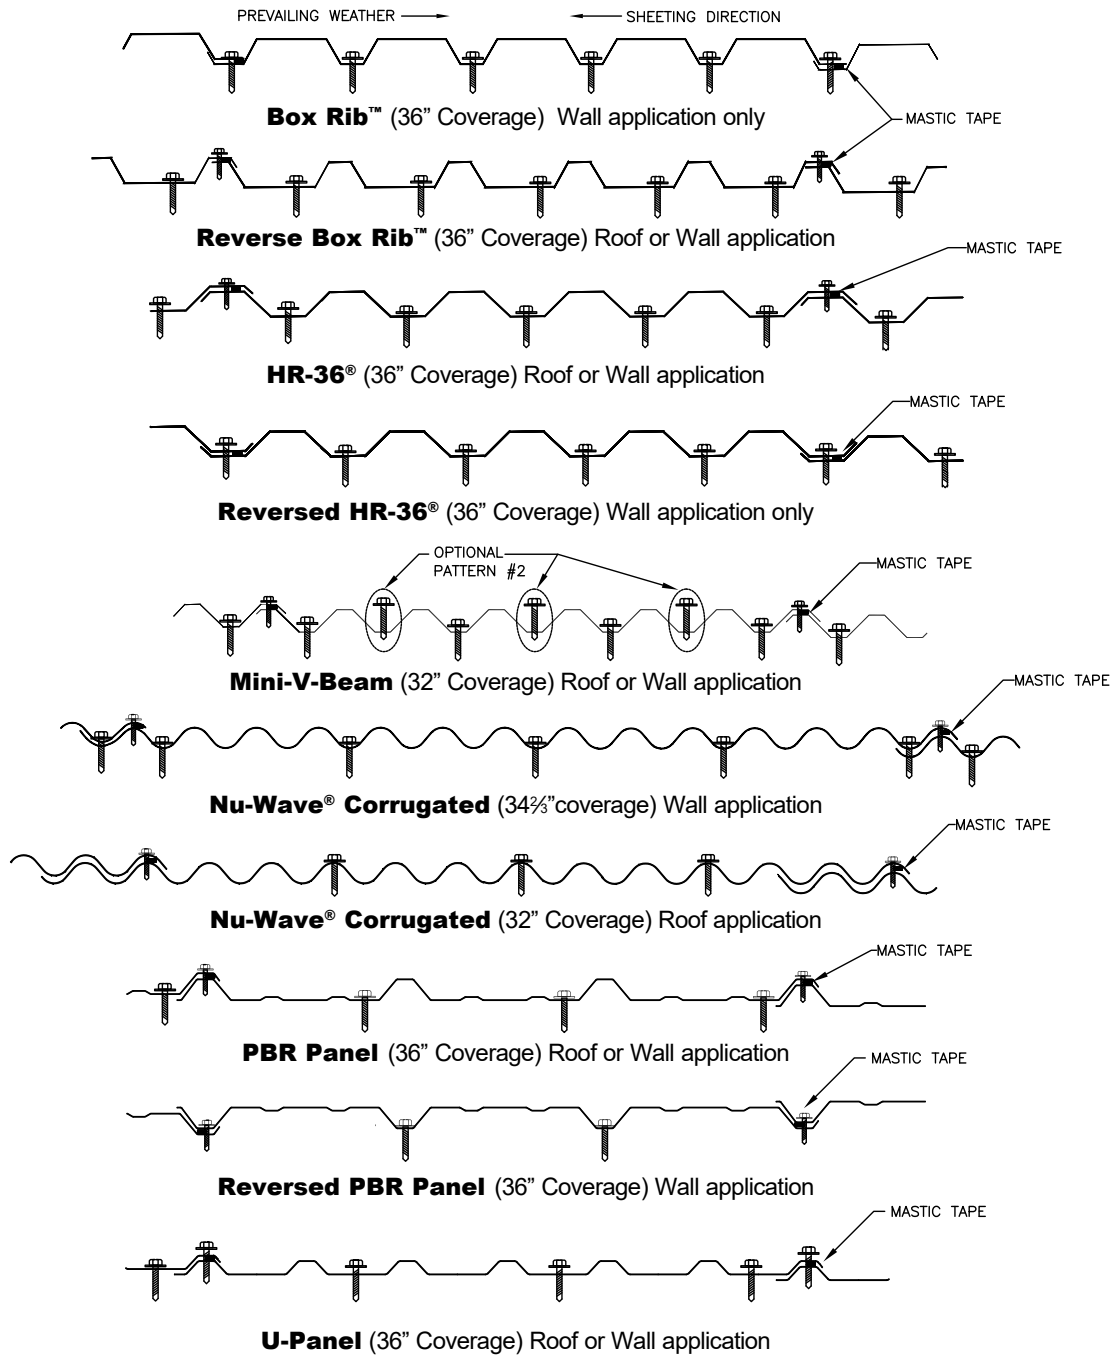 PREVAILING WEATHER
SHEETING DIRECTION
Box Rib™ (36” Coverage) Wall application only
MASTIC TAPE
Reverse Box Rib™ (36” Coverage) Roof or Wall application
MASTIC TAPE
HR-36® (36” Coverage) Roof or Wall application
MASTIC TAPE
Reversed HR-36® (36” Coverage) Wall application only
OPTIONAL
PATTERN #2
MASTIC TAPE
Mini-V-Beam (32” Coverage) Roof or Wall application
MASTIC TAPE
Nu-Wave® Corrugated (34⅔”coverage) Wall application
MASTIC TAPE
Nu-Wave® Corrugated (32” Coverage) Roof application
MASTIC TAPE
PBR Panel (36” Coverage) Roof or Wall application
MASTIC TAPE
Reversed PBR Panel (36” Coverage) Wall application
MASTIC TAPE
U-Panel (36” Coverage) Roof or Wall application